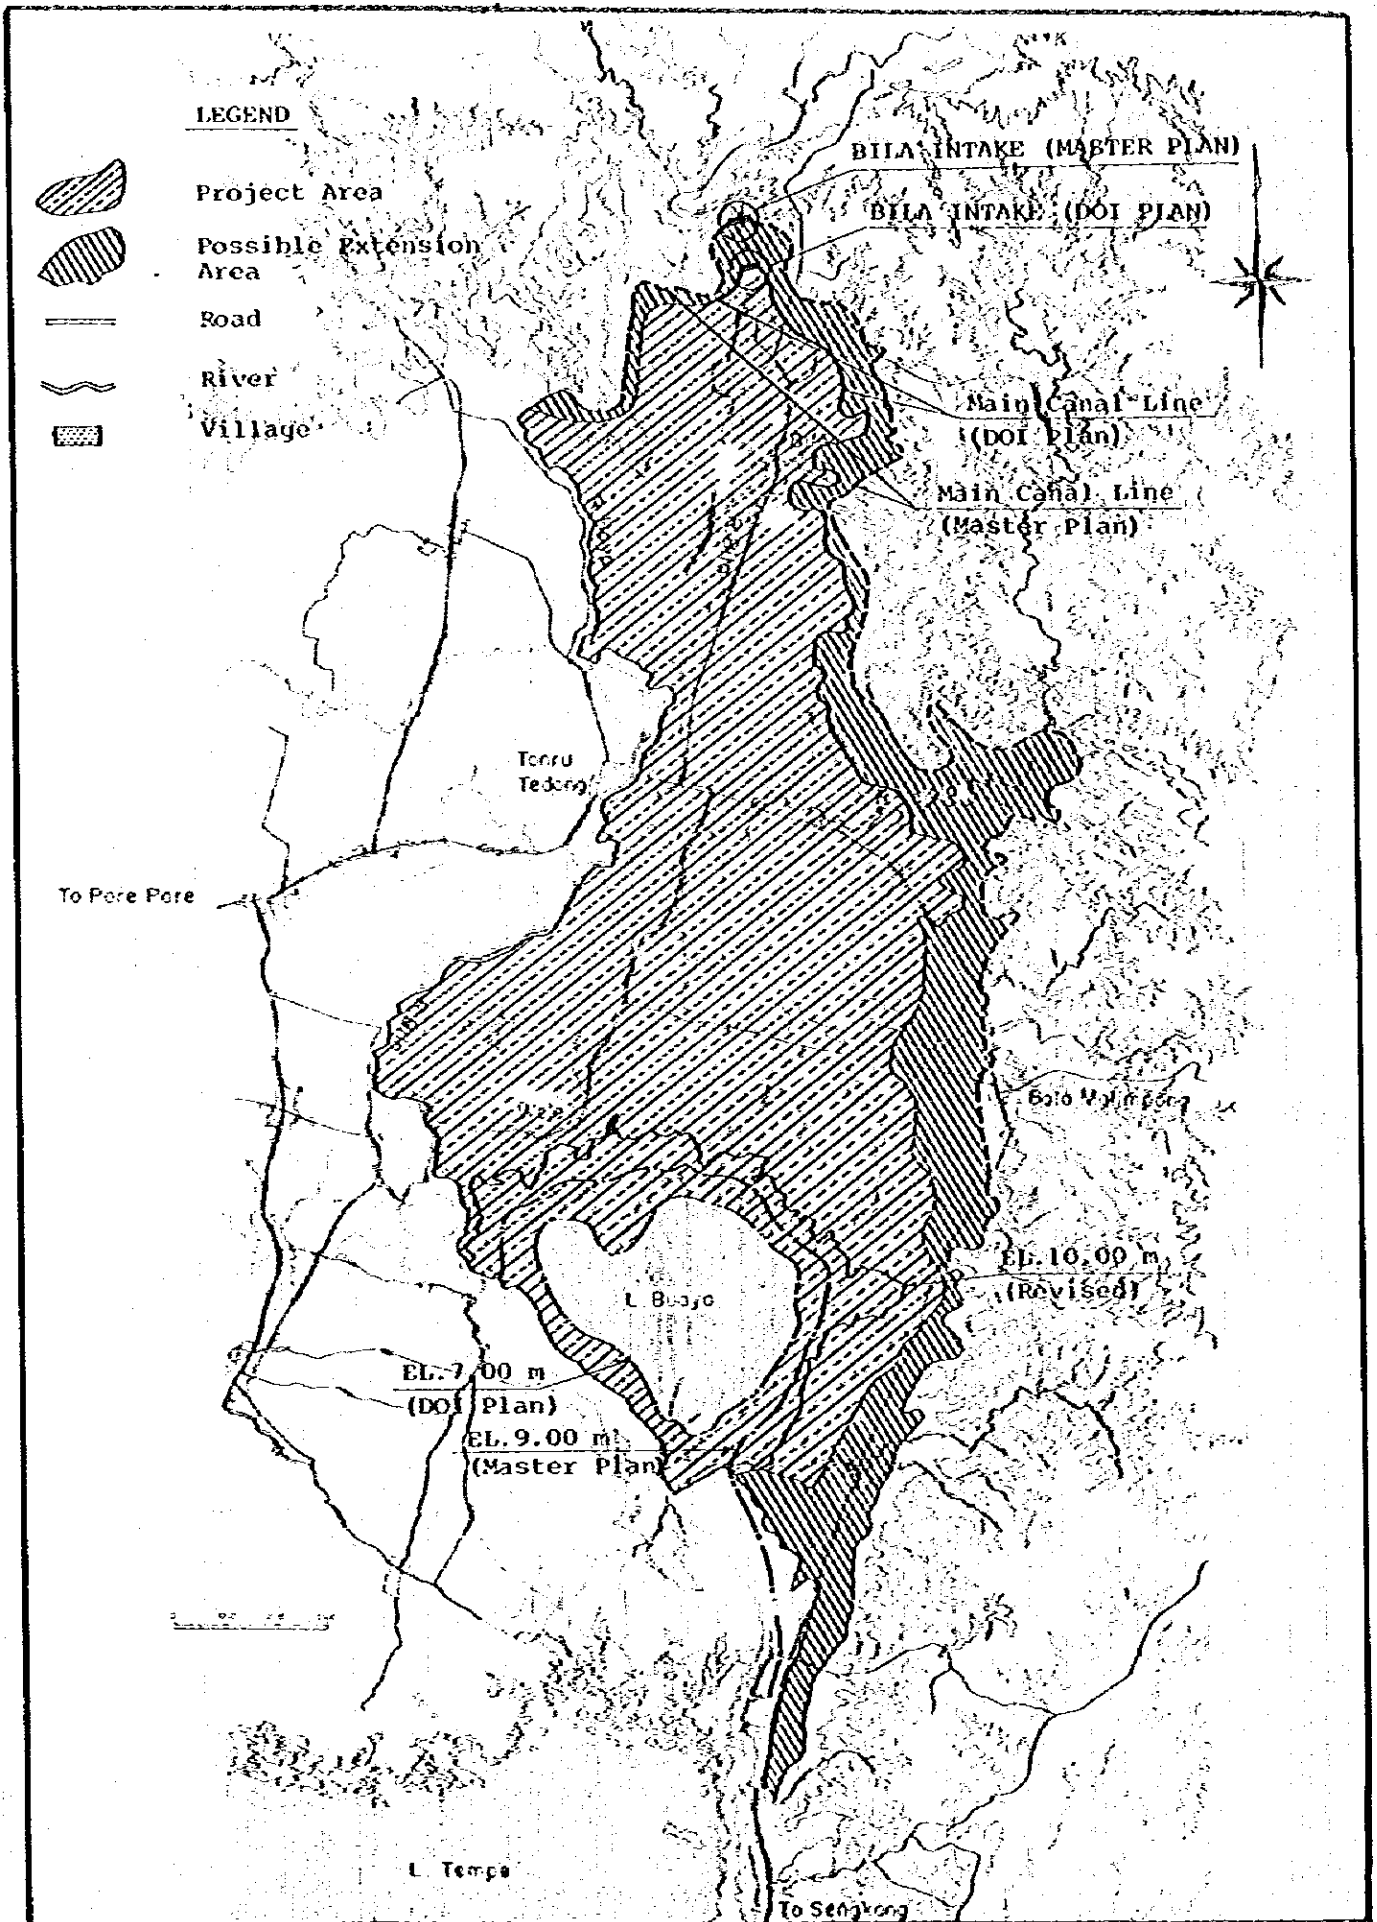 LEGEND
Project Area
Possible Extension
Area
Road
River
Village
BILA INTAKE (MASTER PLAN)
BILA INTAKE (DOI PLAN)
Main Canal Line
(DOI Plan)
Main Canal Line
(Master Plan)
Tedong
To Pare Pare
EL.10.00 m
(Revised)
L. Buaya
EL.7.00 m
(DOI Plan)
EL.9.00 m
(Master Plan)
L. Tempe
To Sengkang